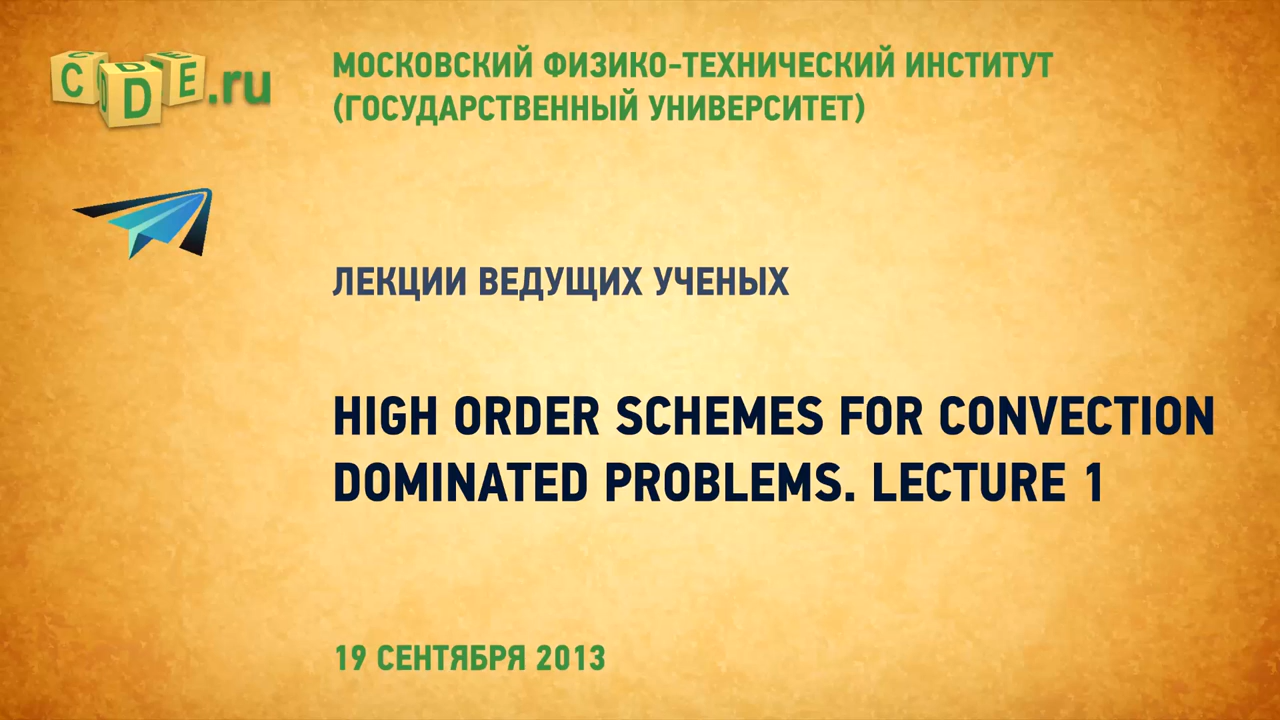 CDE.ru
МОСКОВСКИЙ ФИЗИКО-ТЕХНИЧЕСКИЙ ИНСТИТУТ
(ГОСУДАРСТВЕННЫЙ УНИВЕРСИТЕТ)
ЛЕКЦИИ ВЕДУЩИХ УЧЕНЫХ
HIGH ORDER SCHEMES FOR CONVECTION
DOMINATED PROBLEMS. LECTURE 1
19 СЕНТЯБРЯ 2013